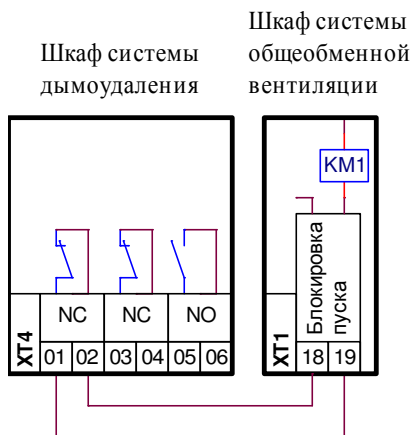 Шкаф системы
дымоудаления
Шкаф системы
общеобменной
вентиляции
KM1
NC NC NO
XT4
01 02 03 04 05 06
Блокировка
пуска
XT1
18 19